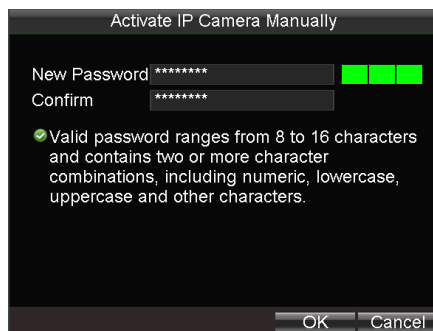 Activate IP Camera Manually
New Password ********
Confirm ********
Valid password ranges from 8 to 16 characters
and contains two or more character
combinations, including numeric, lowercase,
uppercase and other characters.
OK Cancel